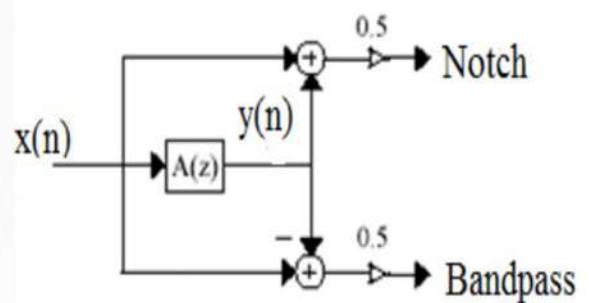 0.5
+
Notch
y(n)
x(n)
A(z)
−
0.5
+
Bandpass